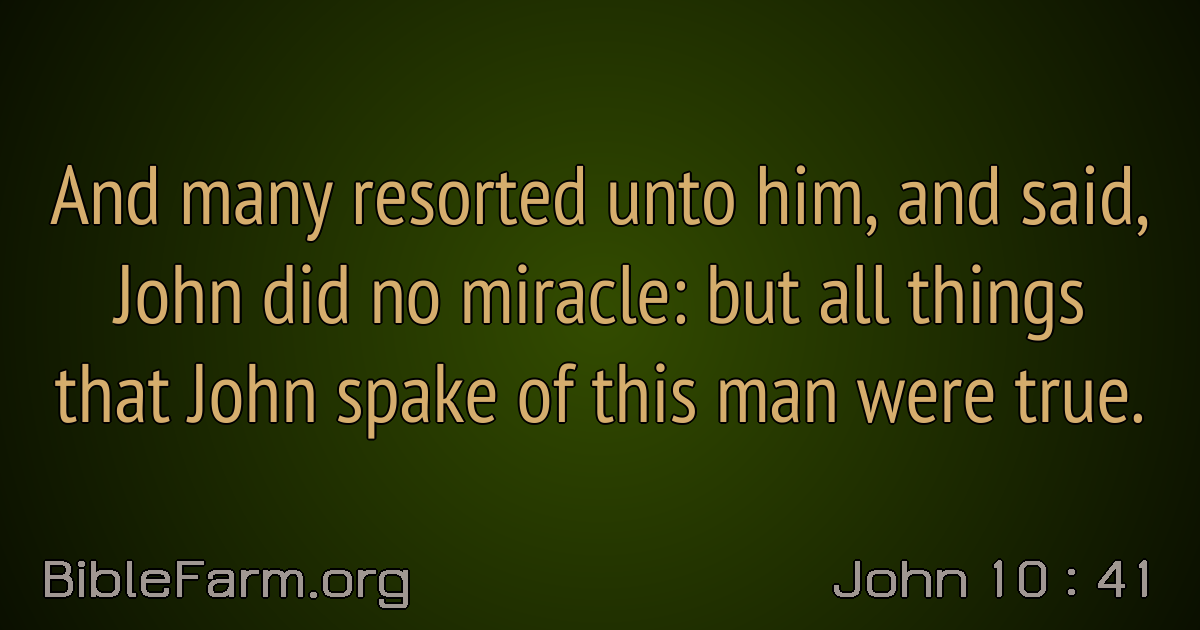 And many resorted unto him, and said,
John did no miracle: but all things
that John spake of this man were true.
BibleFarm.org
John 10 : 41